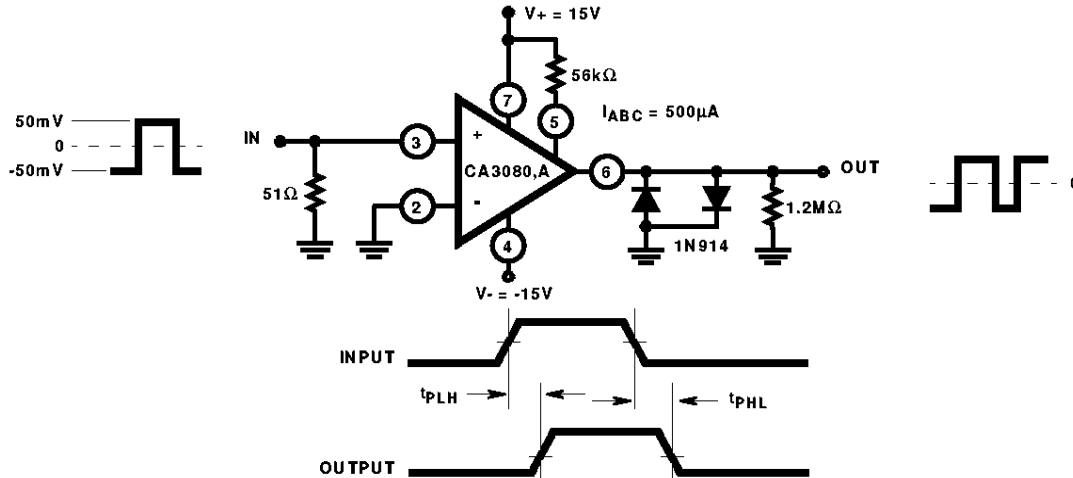 V+ = 15V
56kΩ
7
5
I_ABC = 500µA
50mV
0
-50mV
IN
3
+
CA3080,A
6
OUT
51Ω
2
-
4
1.2MΩ
1N914
0
V- = -15V
INPUT
t_PLH
t_PHL
OUTPUT